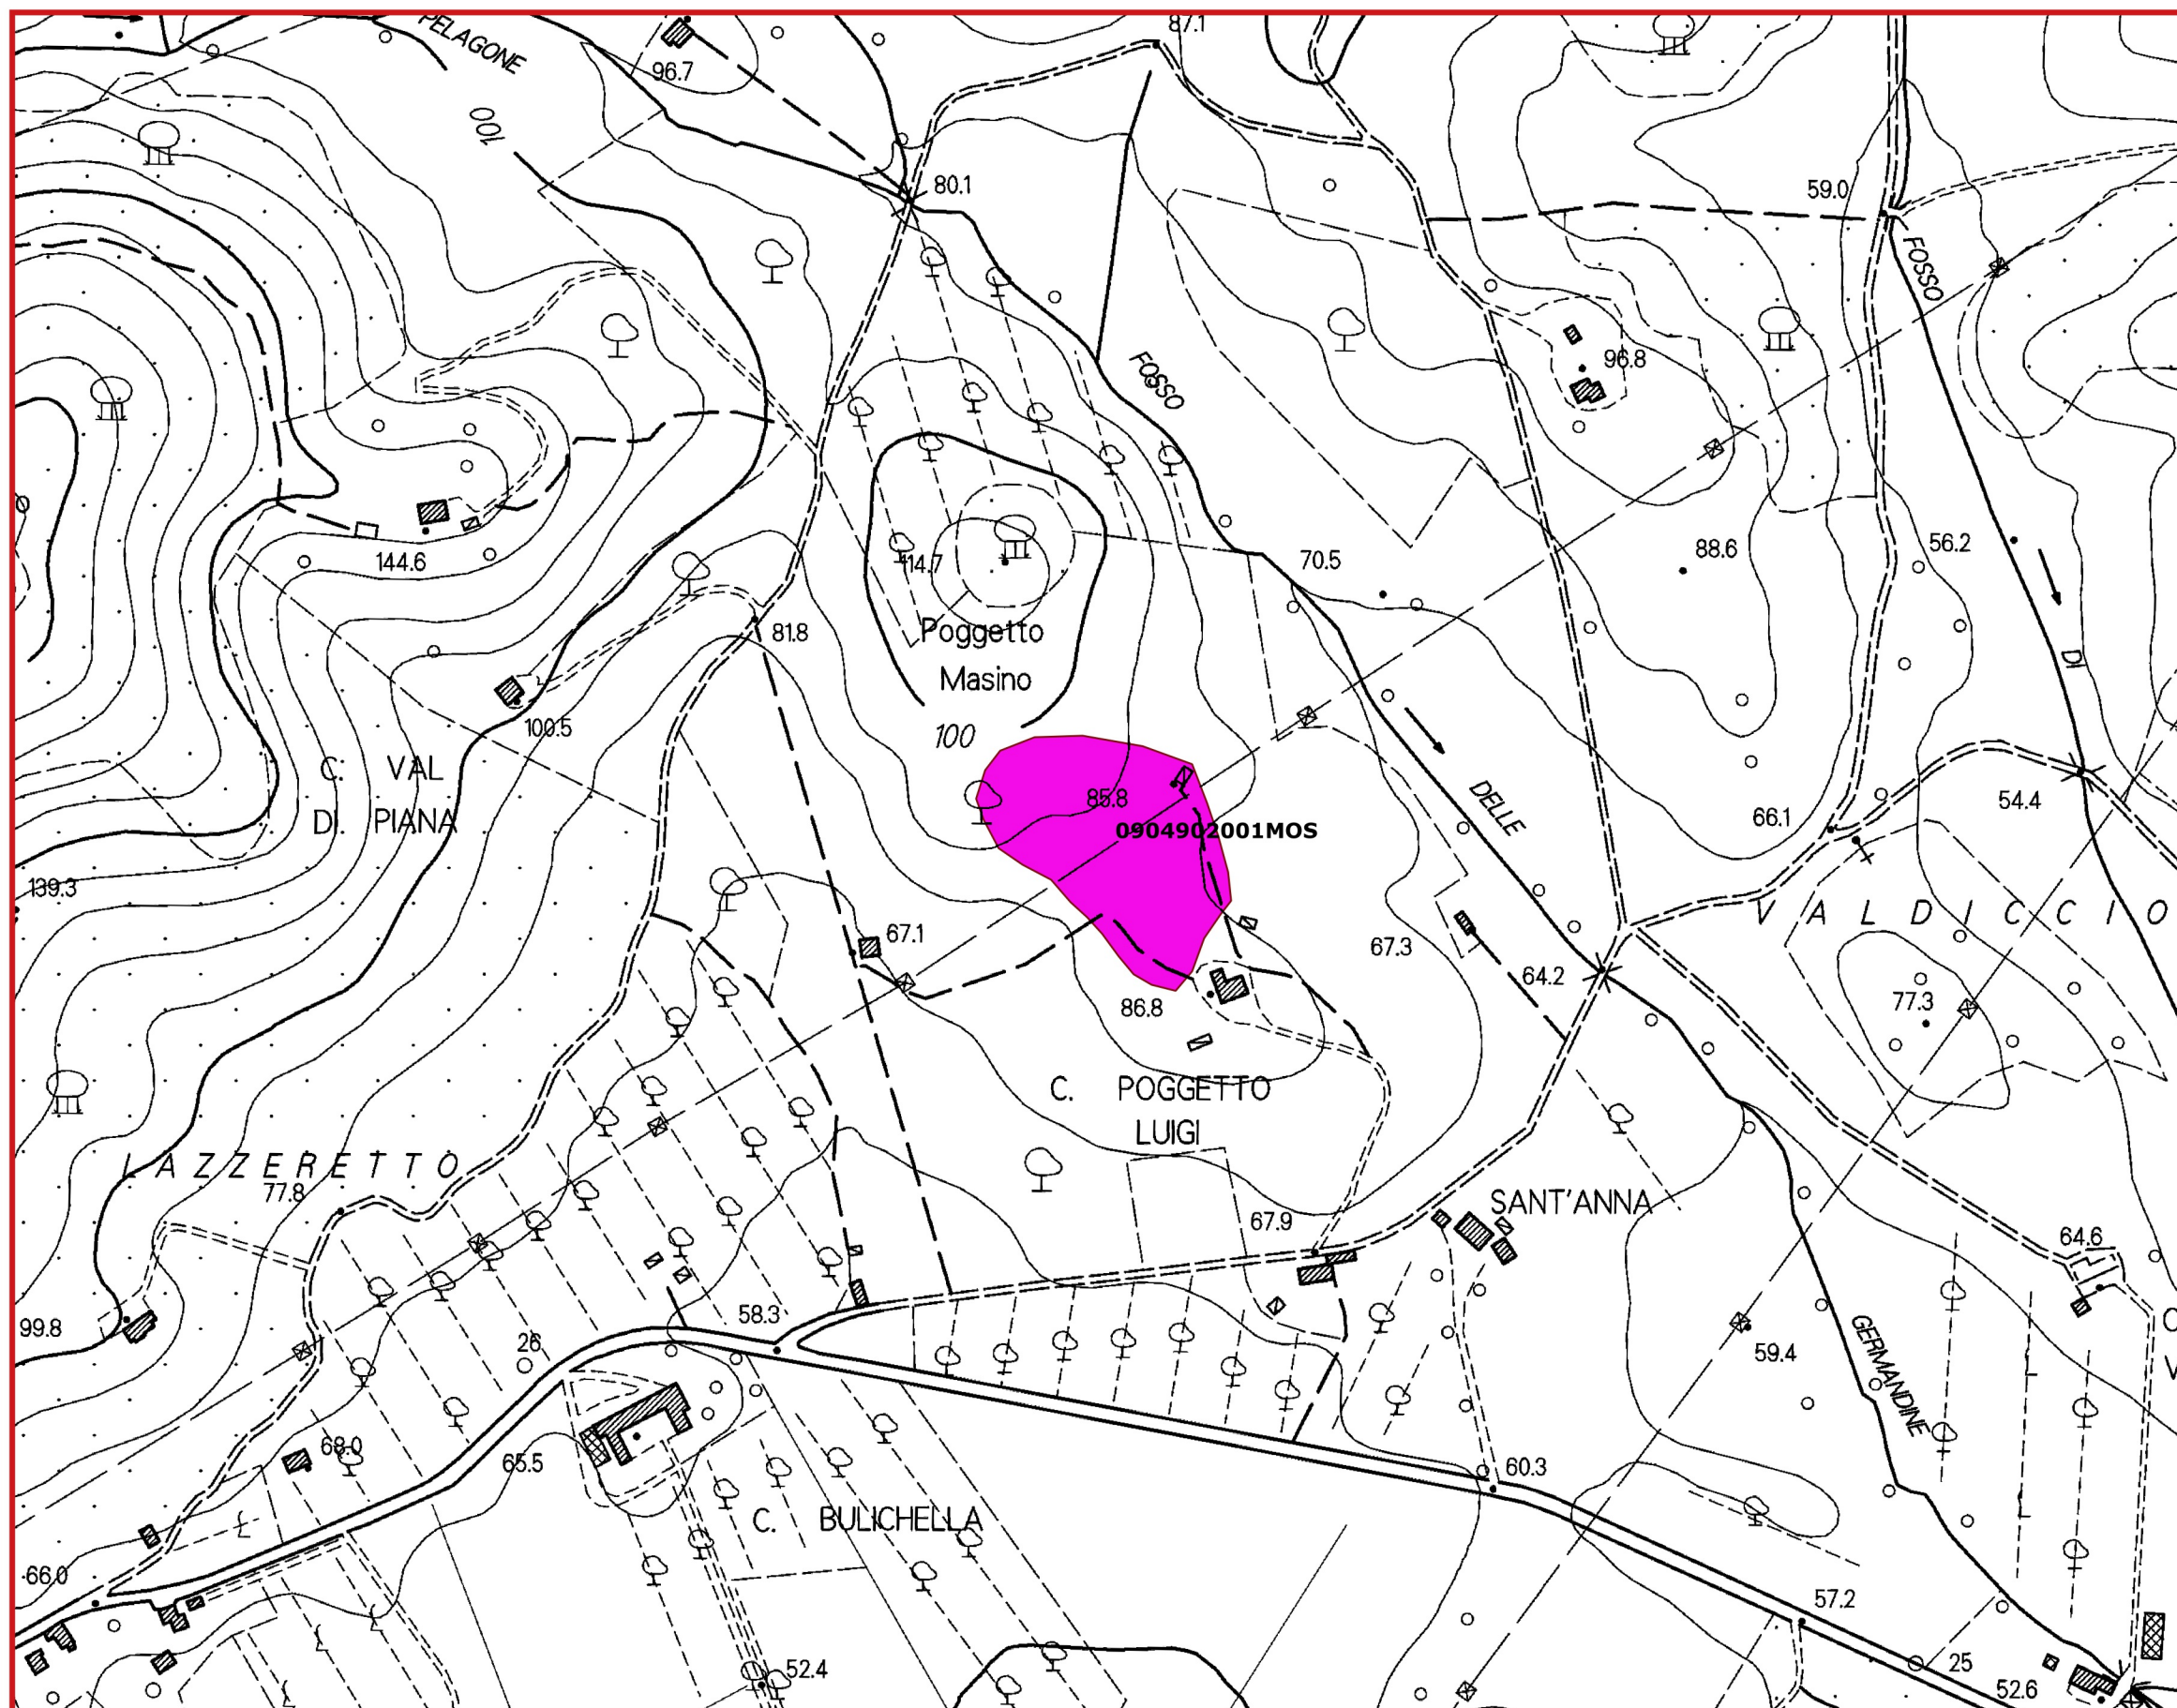 PELAGONE
87.1
96.7
100
80.1
59.0
FOSSO
FOSSO
96.8
144.6
114.7
70.5
88.6
56.2
81.8
Poggetto
Masino
DI
100.5
100
C. VAL
DI PIANA
85.8
0904902001MOS
DELLE
66.1
54.4
139.3
67.1
67.3
VALDICCIO
64.2
86.8
77.3
C. POGGETTO
LUIGI
LAZZERETTO
77.8
67.9
SANT'ANNA
64.6
99.8
26
58.3
59.4
GERMANDINE
68.0
65.5
60.3
C. BULICHELLA
66.0
57.2
52.4
25
52.6